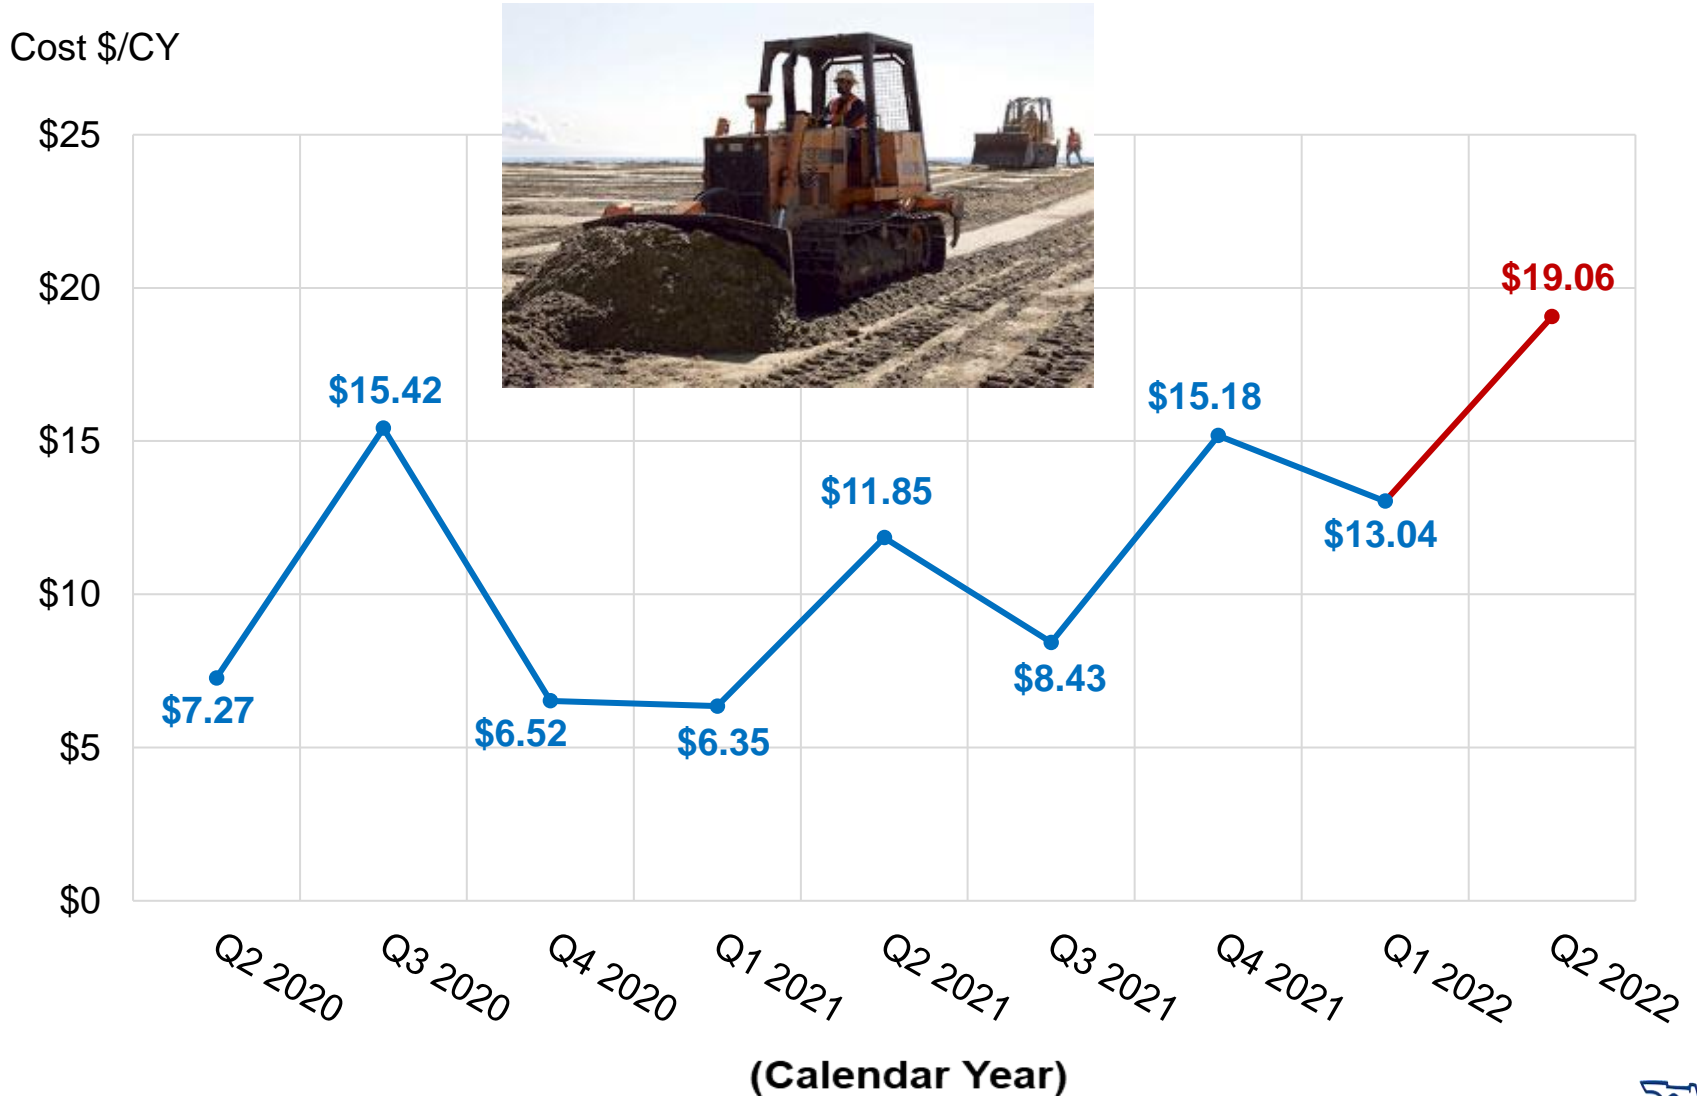 Cost $/CY
$25
$20
$15
$10
$5
$0
$7.27
$15.42
$6.52
$6.35
$11.85
$8.43
$15.18
$13.04
$19.06
Q2 2020
Q3 2020
Q4 2020
Q1 2021
Q2 2021
Q3 2021
Q4 2021
Q1 2022
Q2 2022
(Calendar Year)